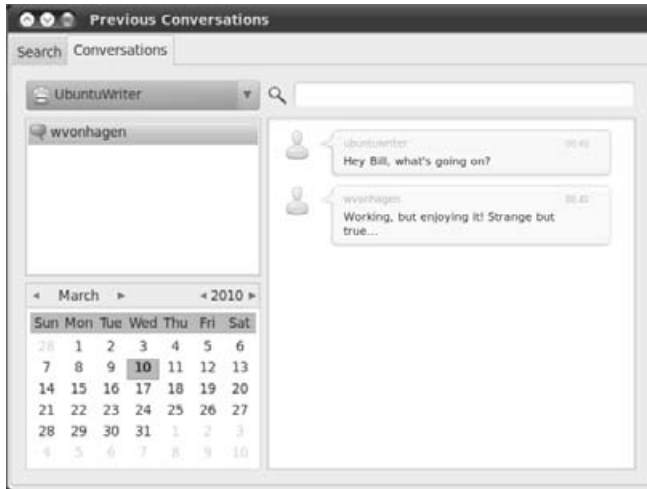 Previous Conversations
Search Conversations
UbuntuWriter
wvonhagen
ubuntuwriter
Hey Bill, what's going on?
wvonhagen
Working, but enjoying it! Strange but
true...
March 2010
Sun Mon Tue Wed Thu Fri Sat
28 1 2 3 4 5 6
7 8 9 10 11 12 13
14 15 16 17 18 19 20
21 22 23 24 25 26 27
28 29 30 31 1 2 3
4 5 6 7 8 9 10